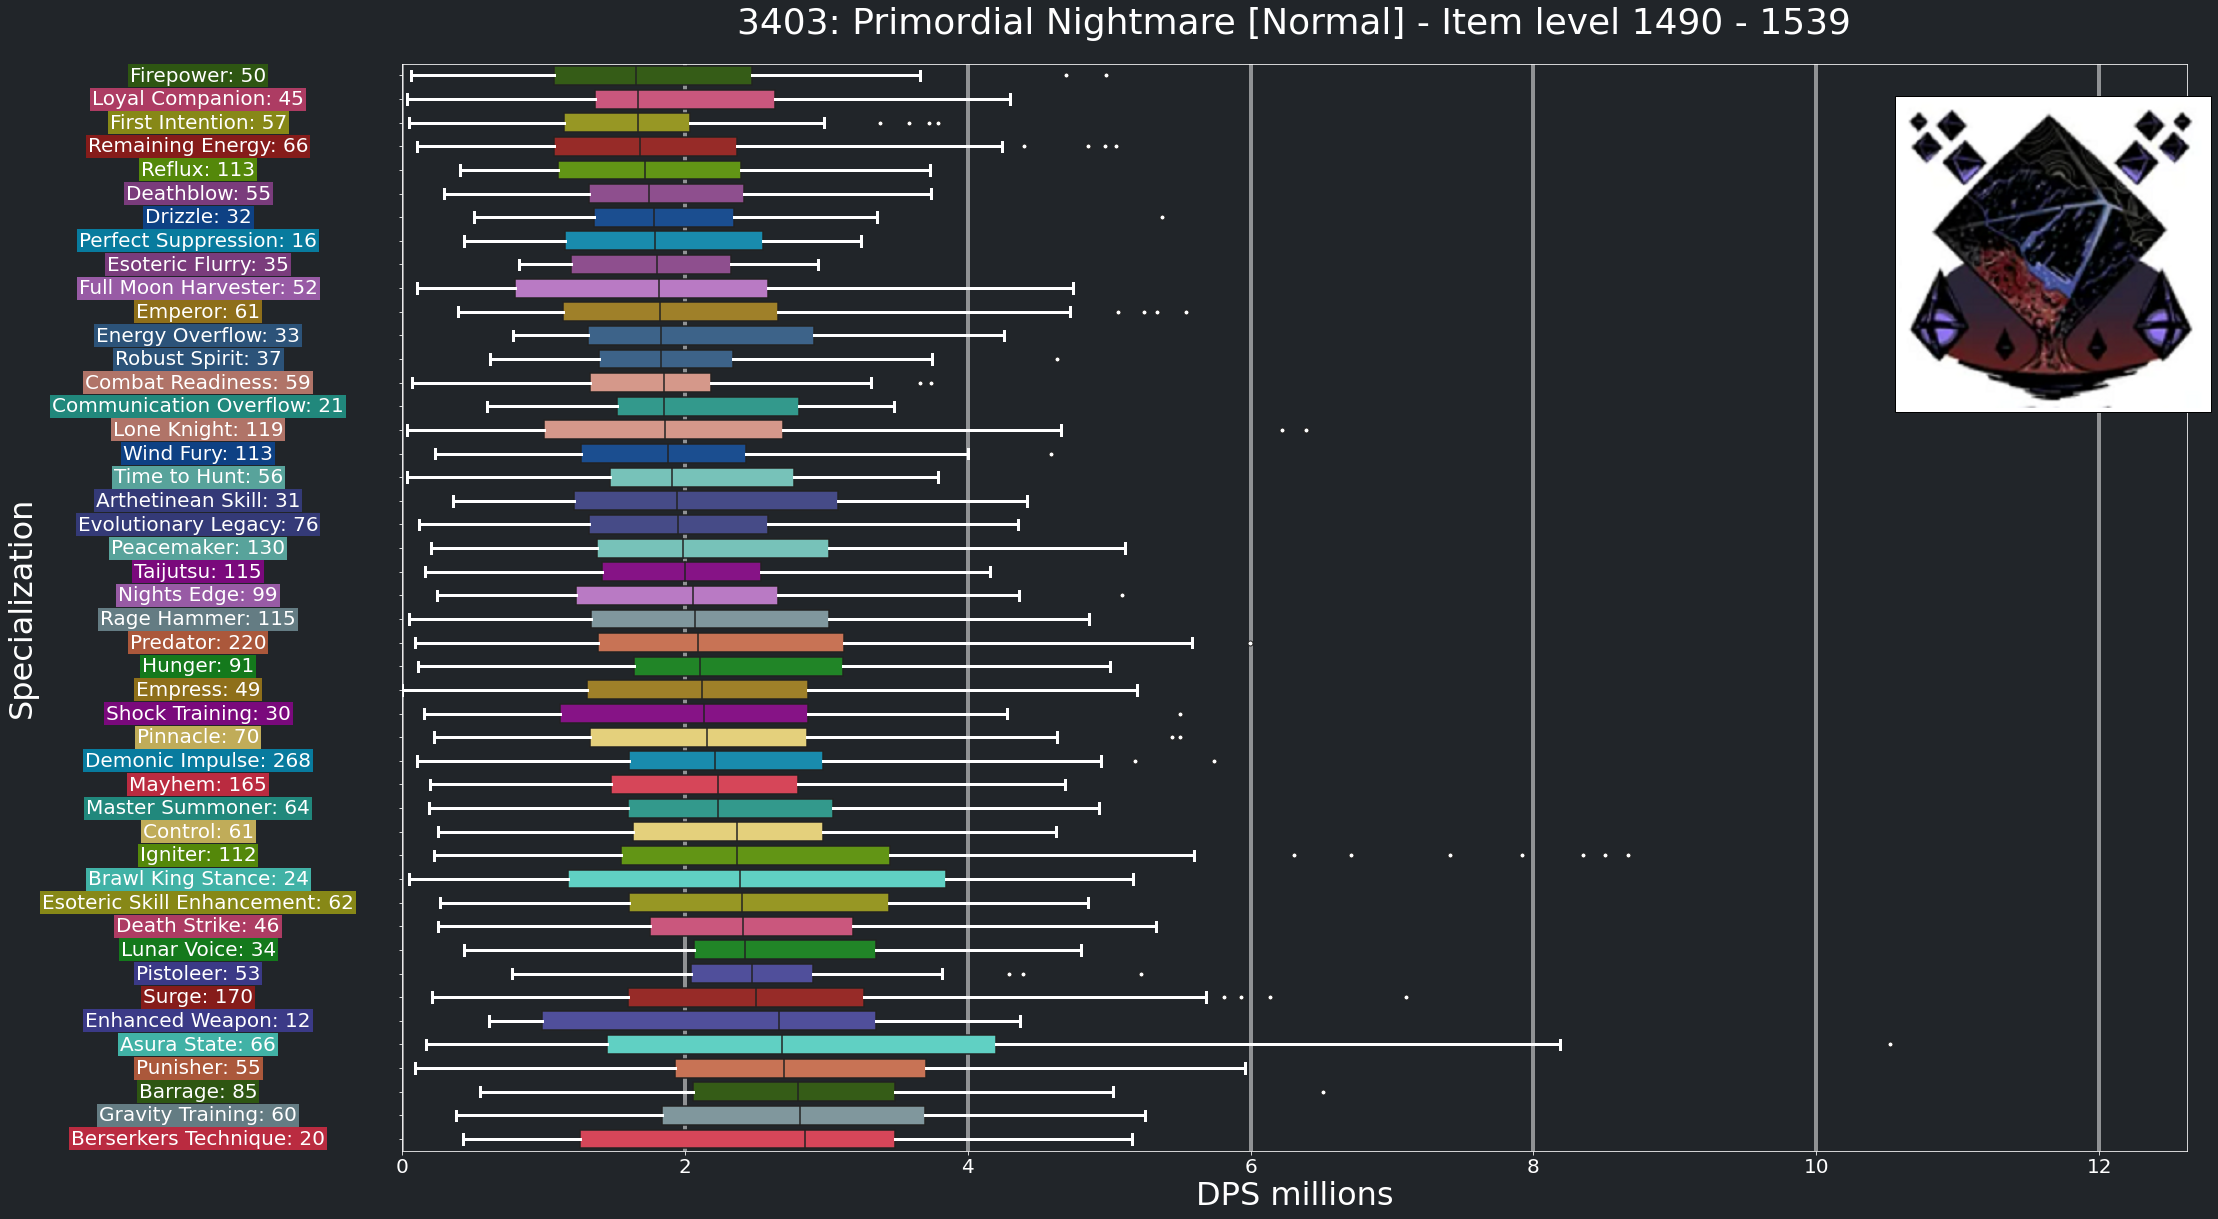 3403: Primordial Nightmare [Normal] - Item level 1490 - 1539
Specialization
Firepower: 50
Loyal Companion: 45
First Intention: 57
Remaining Energy: 66
Reflux: 113
Deathblow: 55
Drizzle: 32
Perfect Suppression: 16
Esoteric Flurry: 35
Full Moon Harvester: 52
Emperor: 61
Energy Overflow: 33
Robust Spirit: 37
Combat Readiness: 59
Communication Overflow: 21
Lone Knight: 119
Wind Fury: 113
Time to Hunt: 56
Arthetinean Skill: 31
Evolutionary Legacy: 76
Peacemaker: 130
Taijutsu: 115
Nights Edge: 99
Rage Hammer: 115
Predator: 220
Hunger: 91
Empress: 49
Shock Training: 30
Pinnacle: 70
Demonic Impulse: 268
Mayhem: 165
Master Summoner: 64
Control: 61
Igniter: 112
Brawl King Stance: 24
Esoteric Skill Enhancement: 62
Death Strike: 46
Lunar Voice: 34
Pistoleer: 53
Surge: 170
Enhanced Weapon: 12
Asura State: 66
Punisher: 55
Barrage: 85
Gravity Training: 60
Berserkers Technique: 20
0 2 4 6 8 10 12
DPS millions